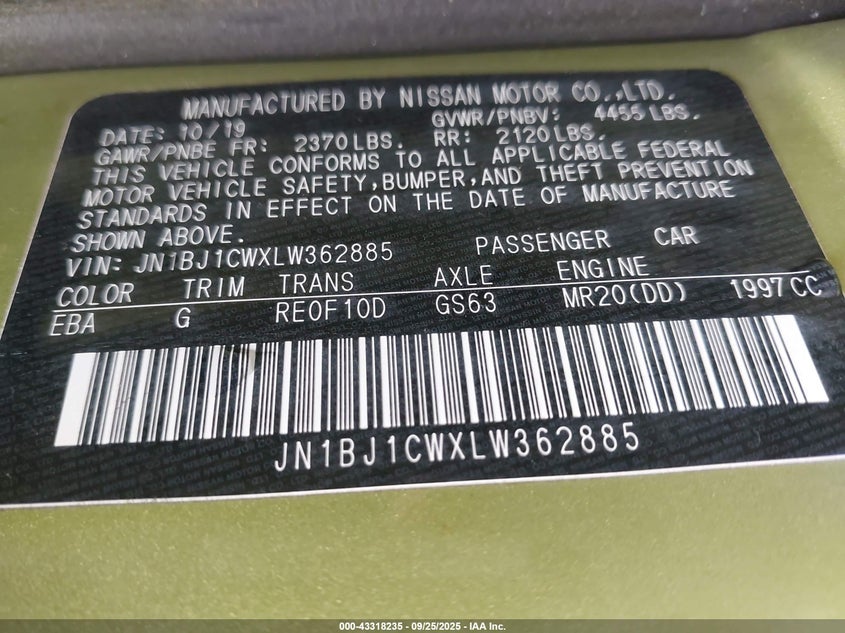 MANUFACTURED BY NISSAN MOTOR CO.,LTD.
DATE: 10/19 GVWR/PNBV: 4455 LBS.
GAWR/PNBE FR: 2370LBS. RR: 2120LBS.
THIS VEHICLE CONFORMS TO ALL APPLICABLE FEDERAL
MOTOR VEHICLE SAFETY,BUMPER,AND THEFT PREVENTION
STANDARDS IN EFFECT ON THE DATE OF MANUFACTURE
SHOWN ABOVE.
VIN: JN1BJ1CWXLW362885 PASSENGER CAR
COLOR TRIM TRANS AXLE ENGINE
EBA G RE0F10D GS63 MR20(DD) 1997CC
JN1BJ1CWXLW362885
000-43318235 - 09/25/2025 - IAA Inc.